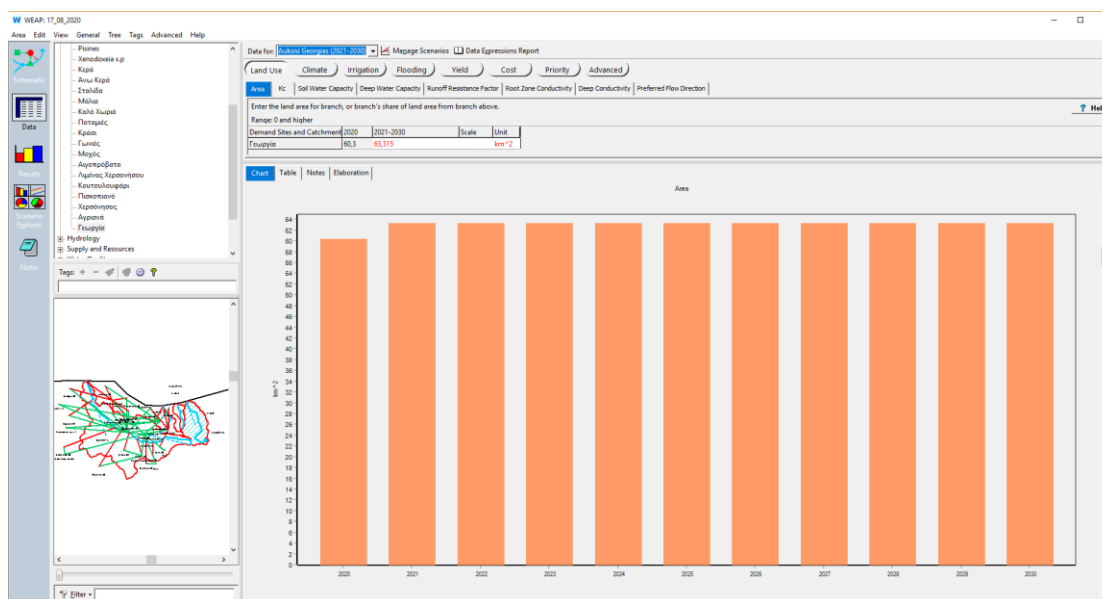 WEAP: 17_08_2020
Area Edit View General Tree Tags Advanced Help
Schematic
Data
Results
Scenario Explorer
Notes
Pisines
Xenodoxeia ε.ρ
Κερά
Άνω Κερά
Σταλίδα
Μάλια
Καλό Χωριό
Ποταμιές
Κράσι
Γωνιές
Μοχός
Αιγοπρόβατα
Λιμένας Χερσονήσου
Κουτουλουφάρι
Πισκοπιανό
Χερσόνησος
Αγριανά
Γεωργία
Hydrology
Supply and Resources
Tags:
Filter
Data for: Auksisi Georgias (2021-2030) Manage Scenarios Data Expressions Report
Land Use Climate Irrigation Flooding Yield Cost Priority Advanced
Area Kc Soil Water Capacity Deep Water Capacity Runoff Resistance Factor Root Zone Conductivity Deep Conductivity Preferred Flow Direction
Enter the land area for branch, or branch's share of land area from branch above.
Range: 0 and higher
? Hel
Demand Sites and Catchment 2020 2021-2030 Scale Unit
Γεωργία 60,3 63,315 km^2
Chart Table Notes Elaboration
Area
64
62
60
58
56
54
52
50
48
46
44
42
40
38
36
34
32
30
28
26
24
22
20
18
16
14
12
10
8
6
4
2
0
km^2
2020 2021 2022 2023 2024 2025 2026 2027 2028 2029 2030